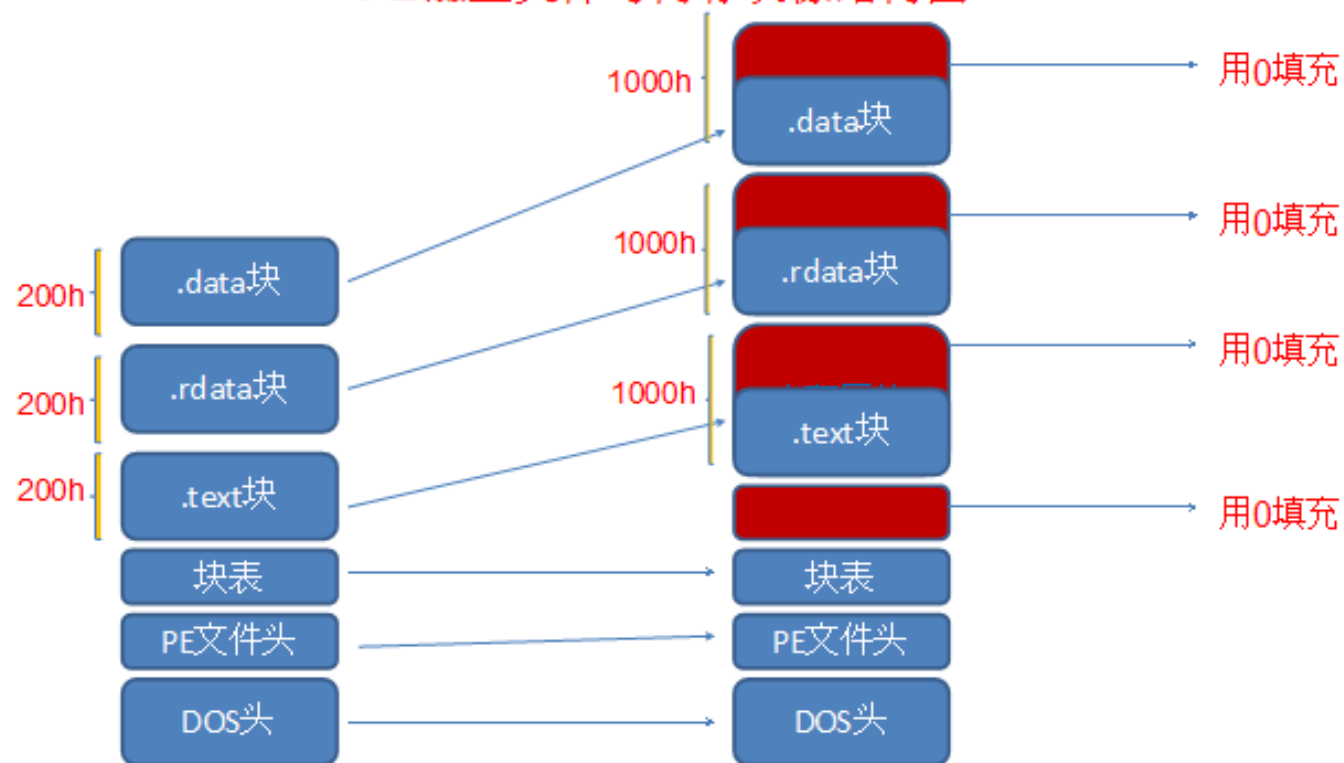 1000h
.data块
用0填充
1000h
.rdata块
用0填充
200h
.data块
200h
.rdata块
1000h
.text块
用0填充
200h
.text块
用0填充
块表
块表
PE文件头
PE文件头
DOS头
DOS头